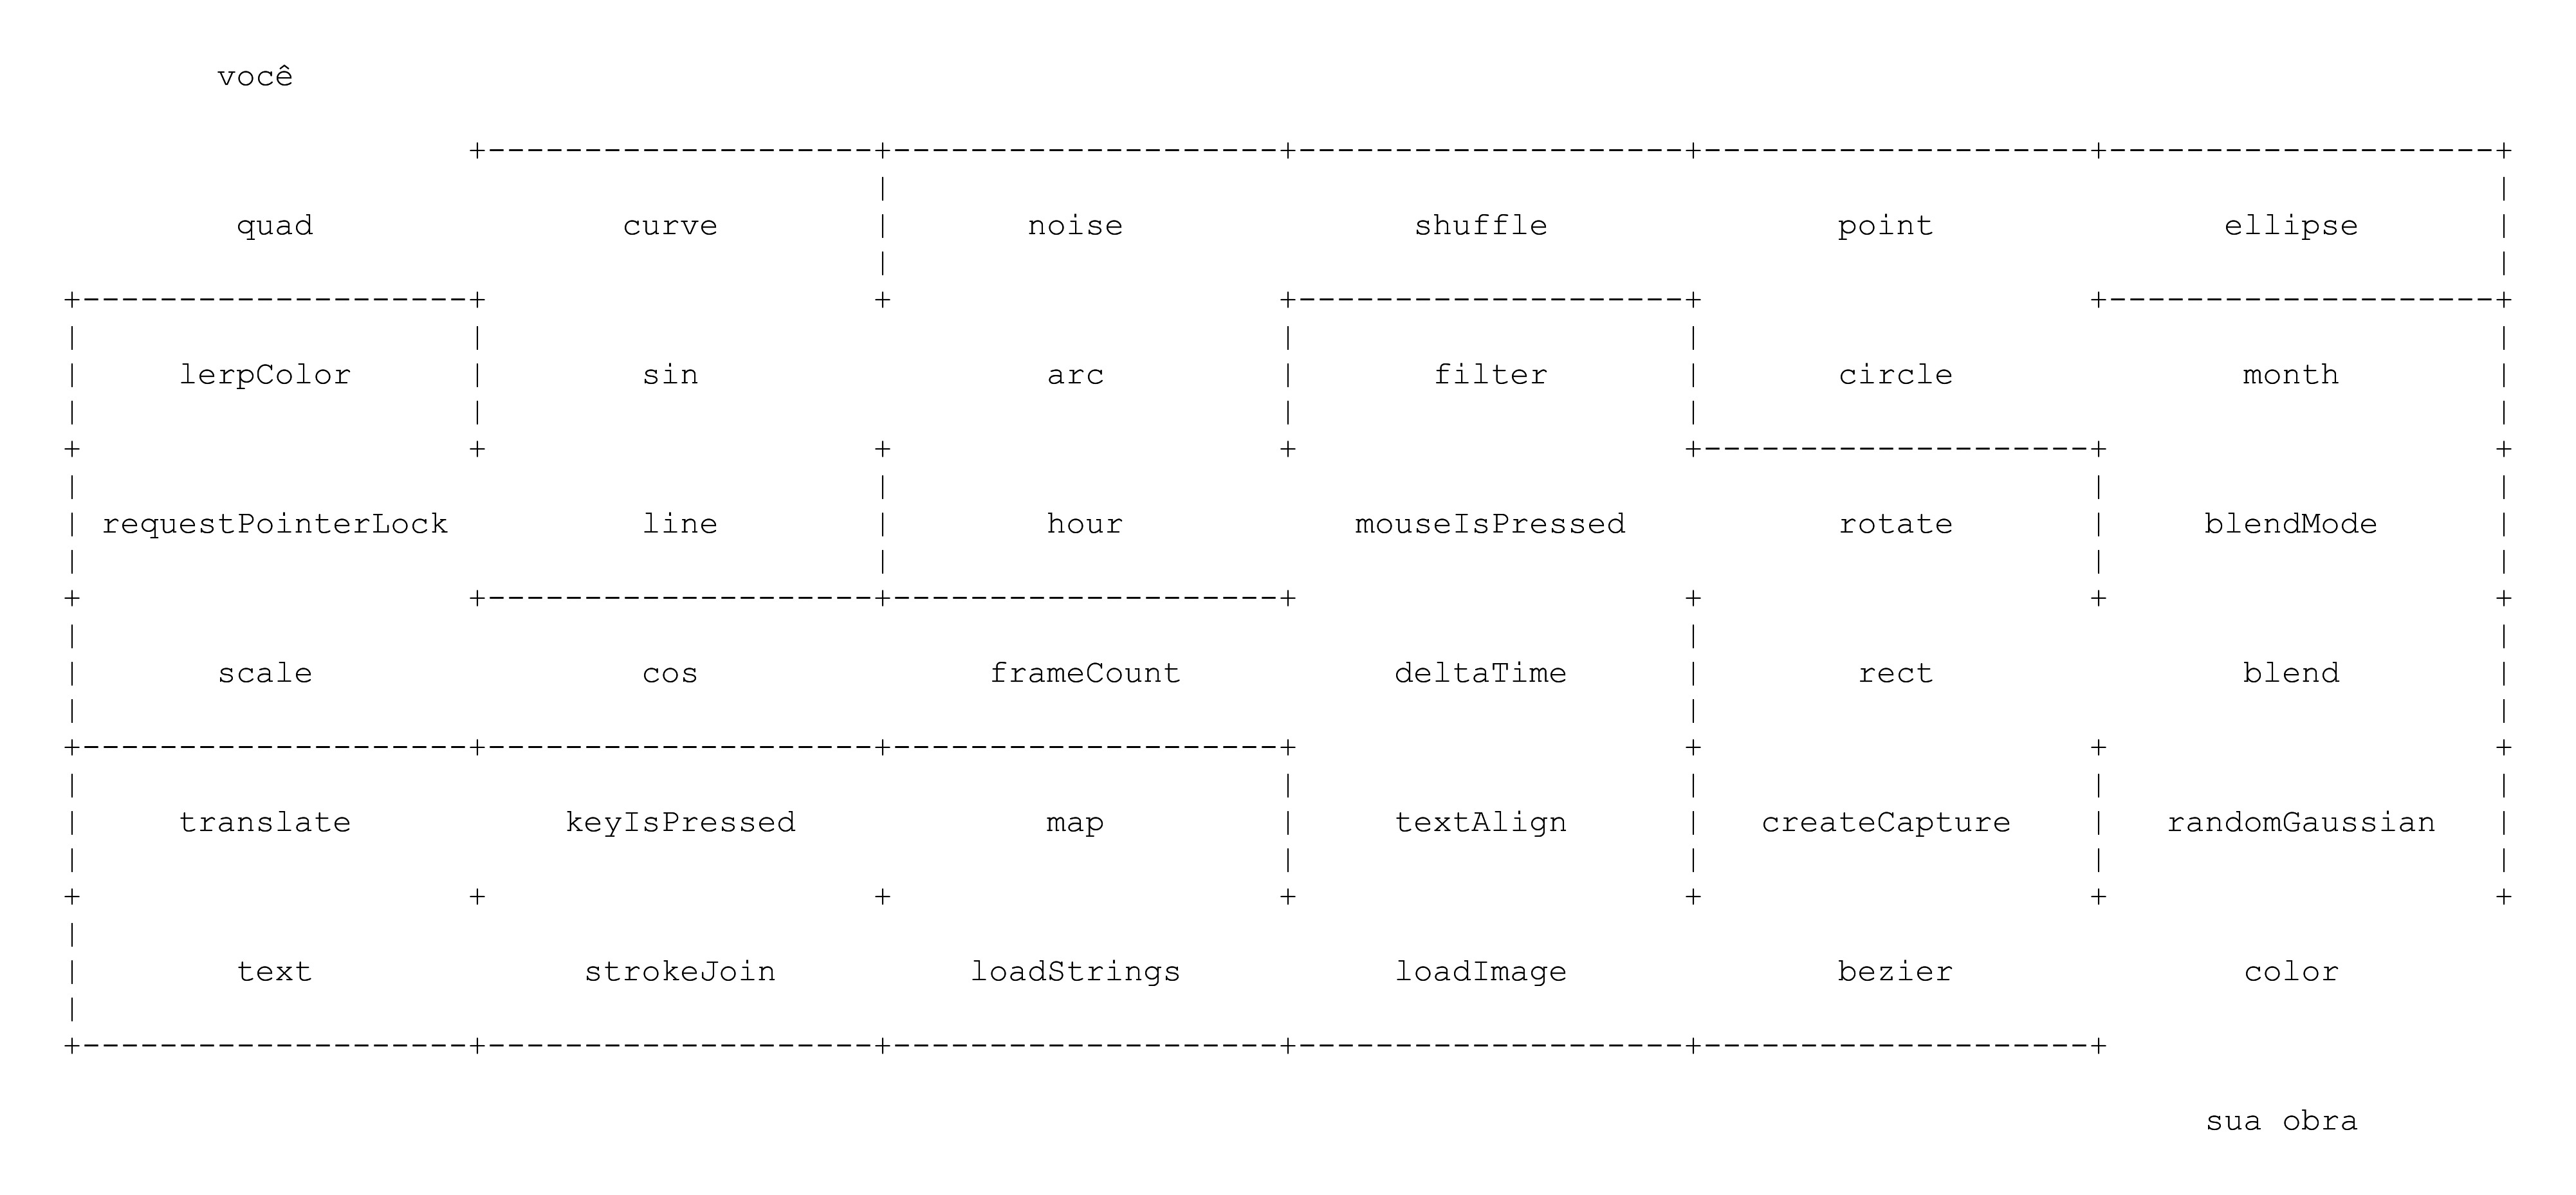 você
quad curve noise shuffle point ellipse
lerpColor sin arc filter circle month
requestPointerLock line hour mouseIsPressed rotate blendMode
scale cos frameCount deltaTime rect blend
translate keyIsPressed map textAlign createCapture randomGaussian
text strokeJoin loadStrings loadImage bezier color
sua obra